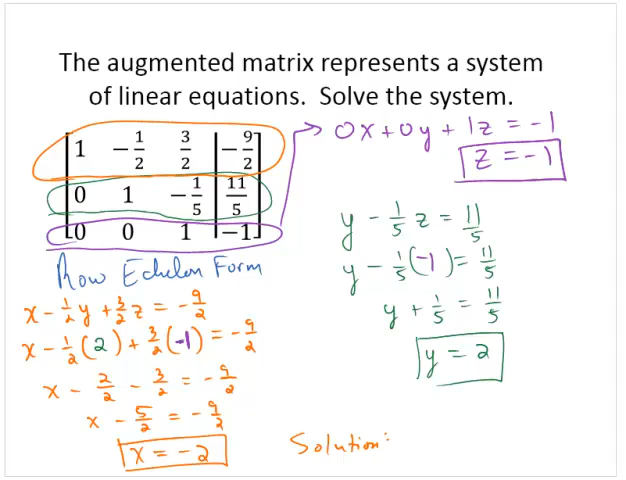 The augmented matrix represents a system
of linear equations. Solve the system.
1 -1/2 3/2 | -9/2
0 1 -1/5 | 11/5
0 0 1 | -1
0x + 0y + 1z = -1
z = -1
Row Echelon Form
y - 1/5 z = 11/5
y - 1/5 (-1) = 11/5
y + 1/5 = 11/5
y = 2
x - 1/2 y + 3/2 z = -9/2
x - 1/2 (2) + 3/2 (-1) = -9/2
x - 2/2 - 3/2 = -9/2
x - 5/2 = -9/2
x = -2
Solution: